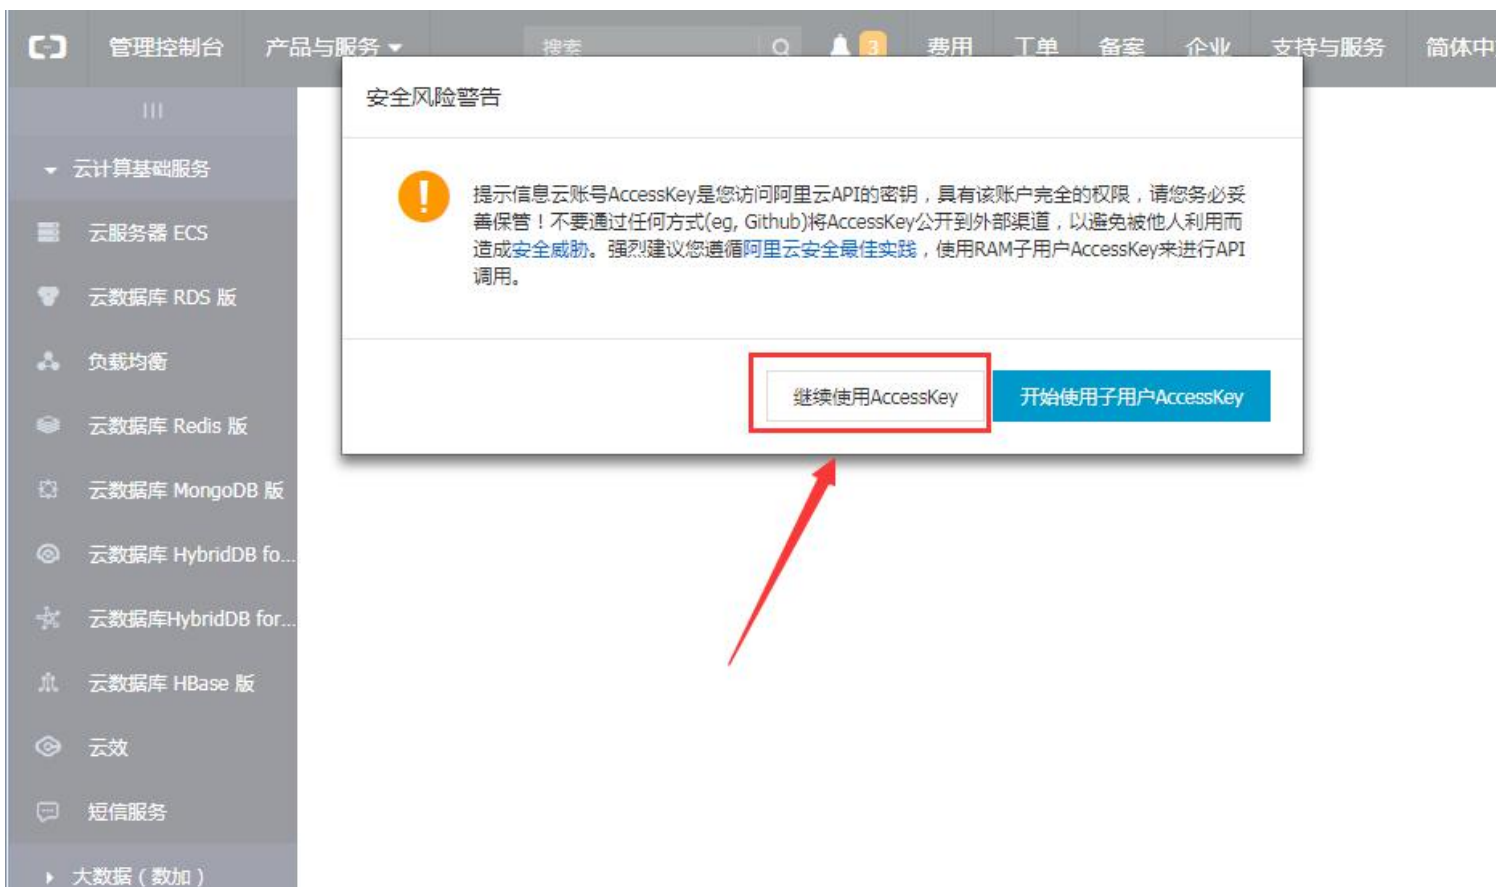 管理控制台 产品与服务 搜索 3 费用 工单 备案 企业 支持与服务 简体中
安全风险警告
云计算基础服务
提示信息云账号AccessKey是您访问阿里云API的密钥，具有该账户完全的权限，请您务必妥
善保管！不要通过任何方式(eg, Github)将AccessKey公开到外部渠道，以避免被他人利用而
造成安全威胁。强烈建议您遵循阿里云安全最佳实践，使用RAM子用户AccessKey来进行API
调用。
继续使用AccessKey 开始使用子用户AccessKey
云服务器 ECS
云数据库 RDS 版
负载均衡
云数据库 Redis 版
云数据库 MongoDB 版
云数据库 HybridDB fo...
云数据库HybridDB for...
云数据库 HBase 版
云效
短信服务
大数据（数加）